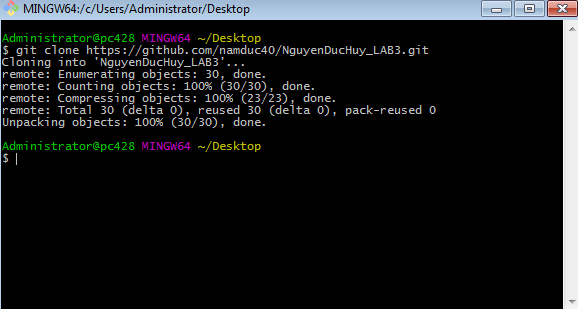 MINGW64:/c/Users/Administrator/Desktop
Administrator@pc428 MINGW64 ~/Desktop
$ git clone https://github.com/namduc40/NguyenDucHuy_LAB3.git
Cloning into 'NguyenDucHuy_LAB3'...
remote: Enumerating objects: 30, done.
remote: Counting objects: 100% (30/30), done.
remote: Compressing objects: 100% (23/23), done.
remote: Total 30 (delta 0), reused 30 (delta 0), pack-reused 0
Unpacking objects: 100% (30/30), done.
Administrator@pc428 MINGW64 ~/Desktop
$